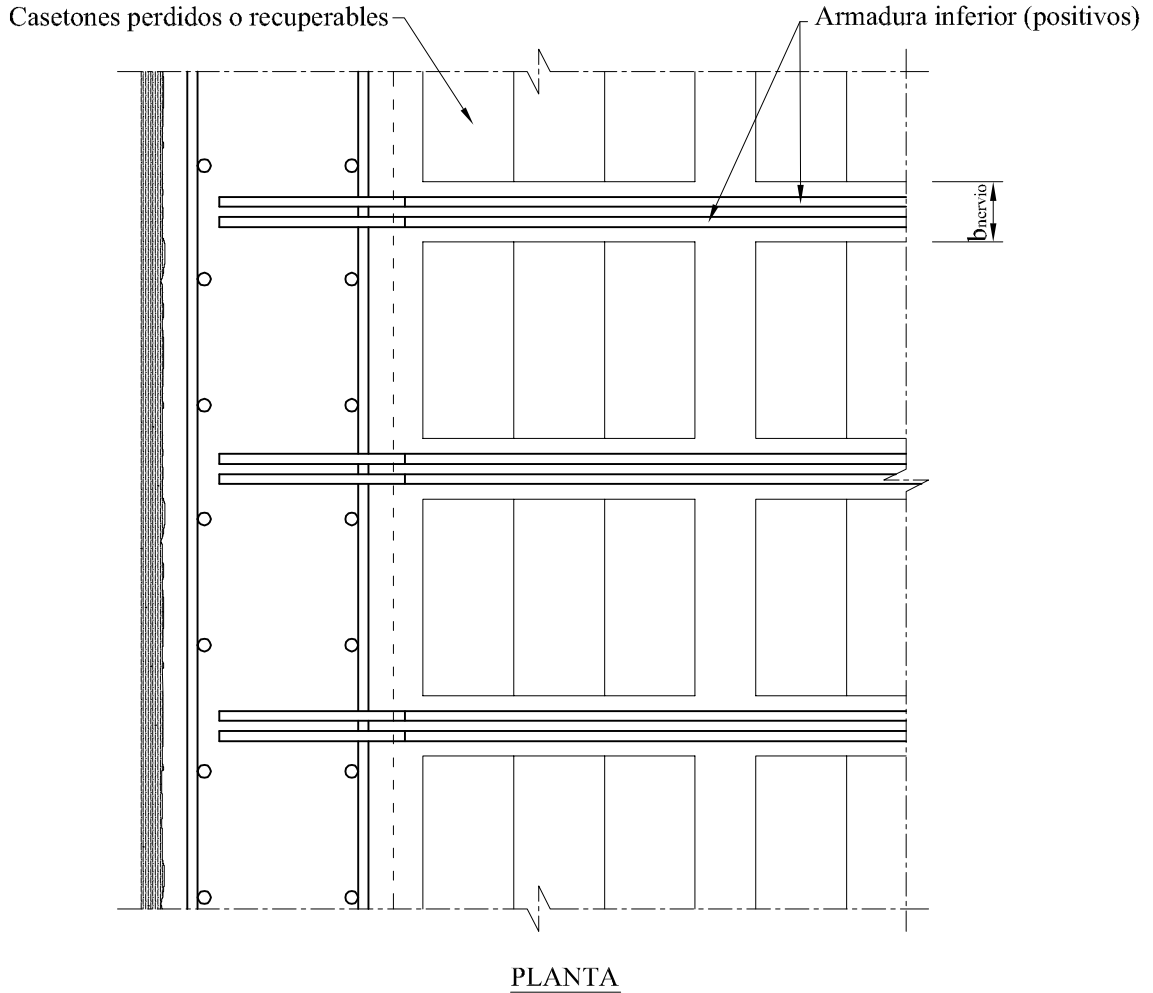 Casetones perdidos o recuperables
Armadura inferior (positivos)
bnervio
PLANTA